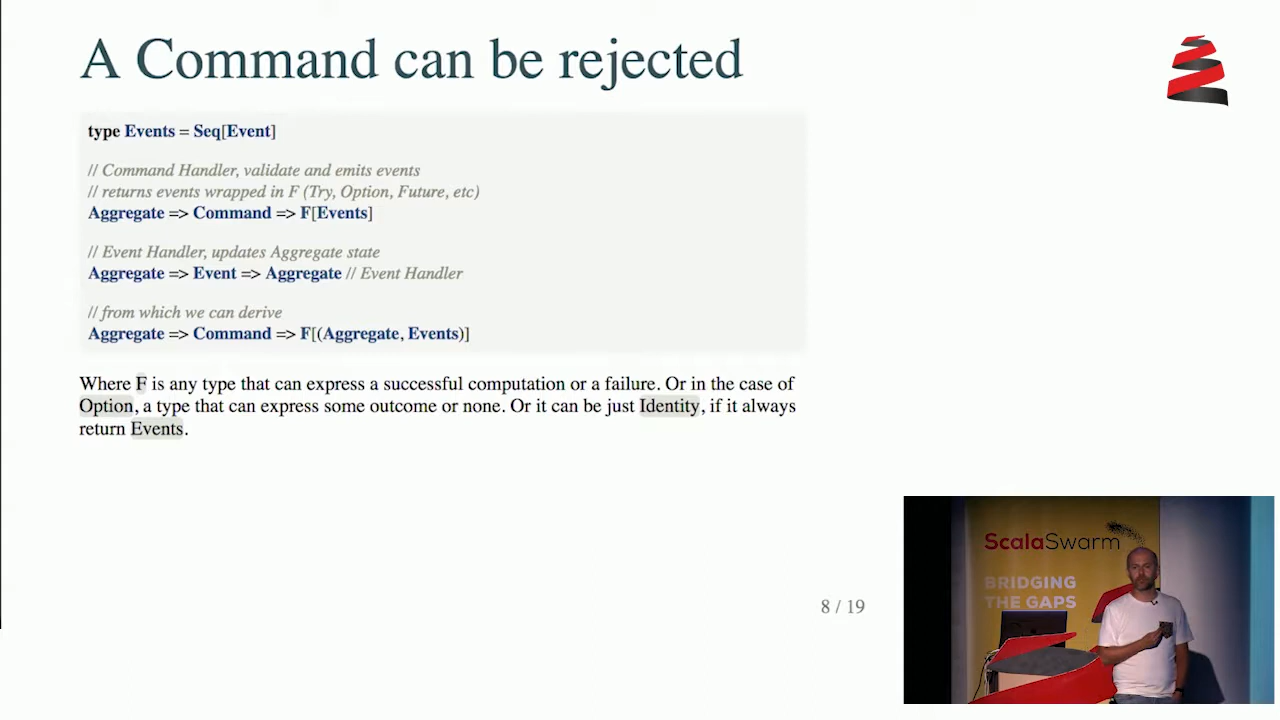 A Command can be rejected
type Events = Seq[Event]
// Command Handler, validate and emits events
// returns events wrapped in F (Try, Option, Future, etc)
Aggregate => Command => F[Events]
// Event Handler, updates Aggregate state
Aggregate => Event => Aggregate // Event Handler
// from which we can derive
Aggregate => Command => F[(Aggregate, Events)]
Where F is any type that can express a successful computation or a failure. Or in the case of
Option, a type that can express some outcome or none. Or it can be just Identity, if it always
return Events.
8 / 19
ScalaSwarm
BRIDGING
THE GAPS